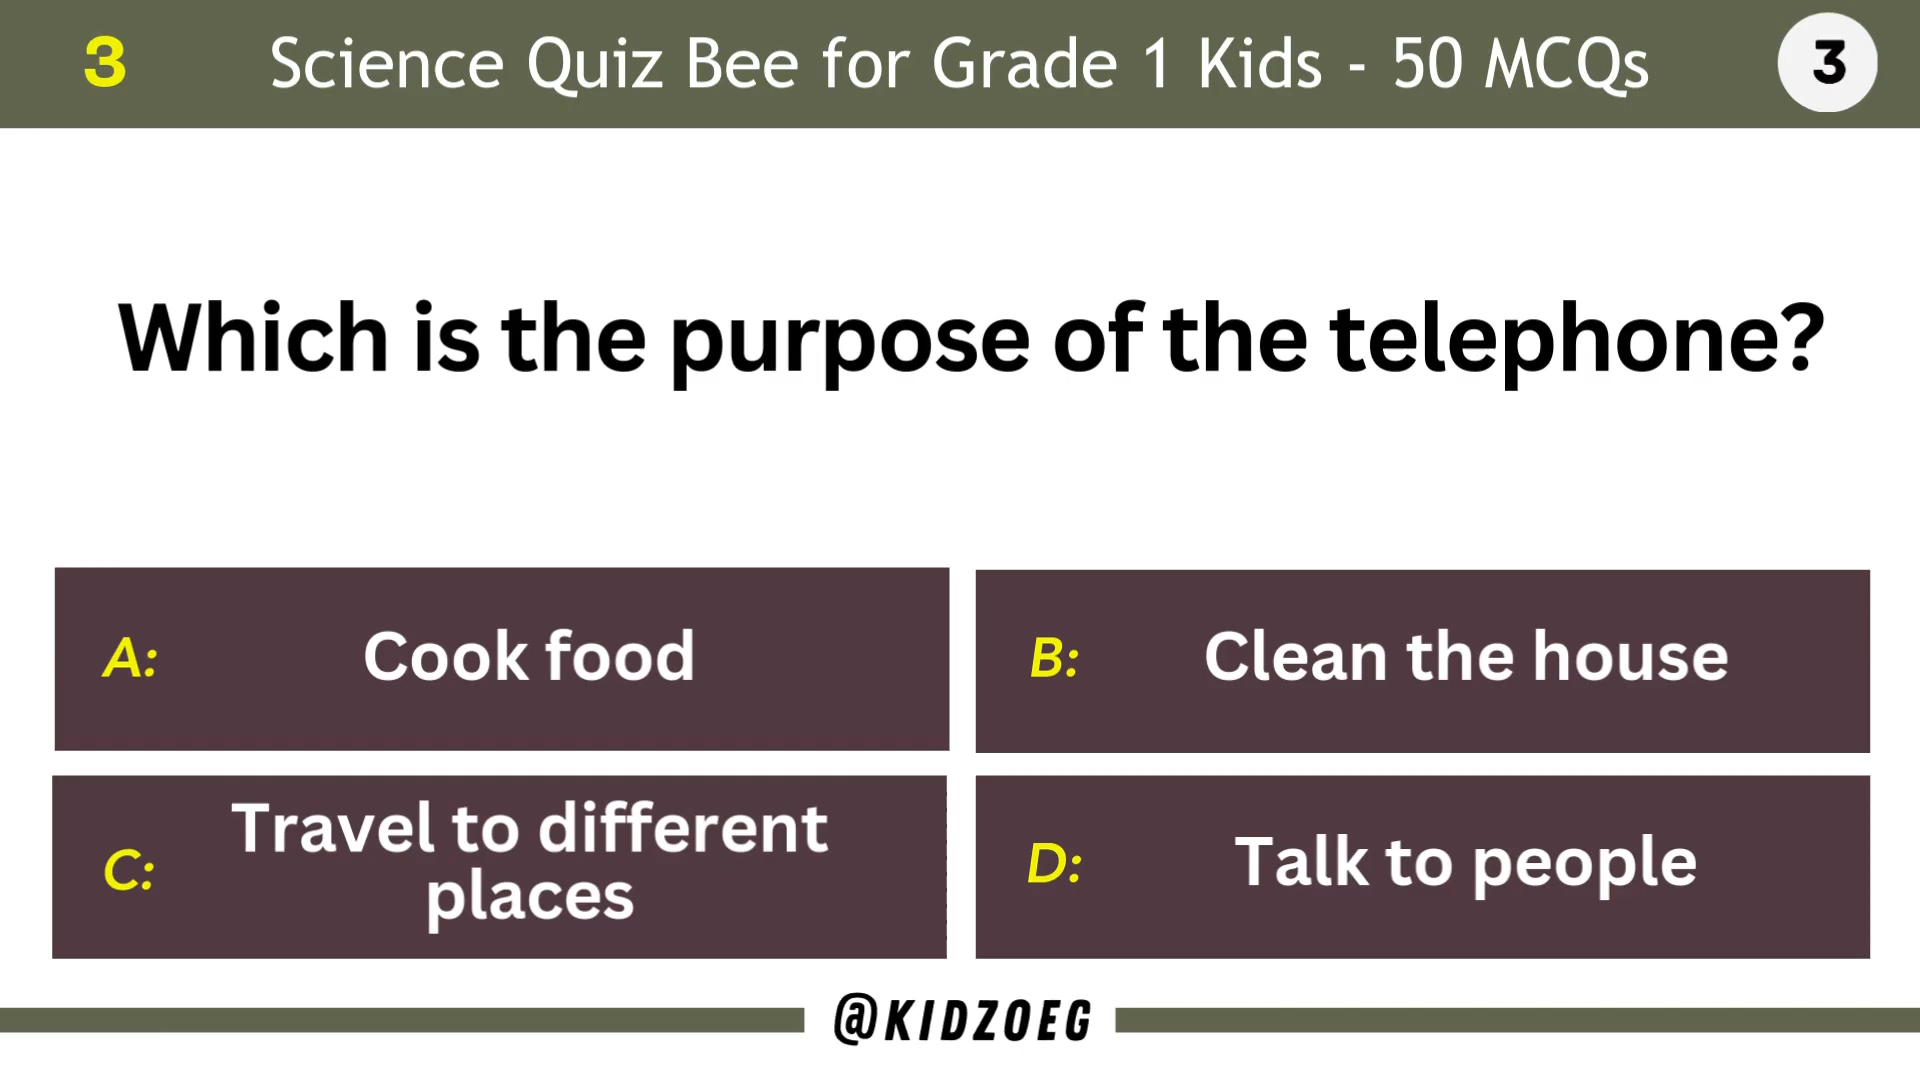 3
Science Quiz Bee for Grade 1 Kids - 50 MCQs
3
Which is the purpose of the telephone?
A: Cook food
B: Clean the house
C: Travel to different
places
D: Talk to people
@KIDZOEG